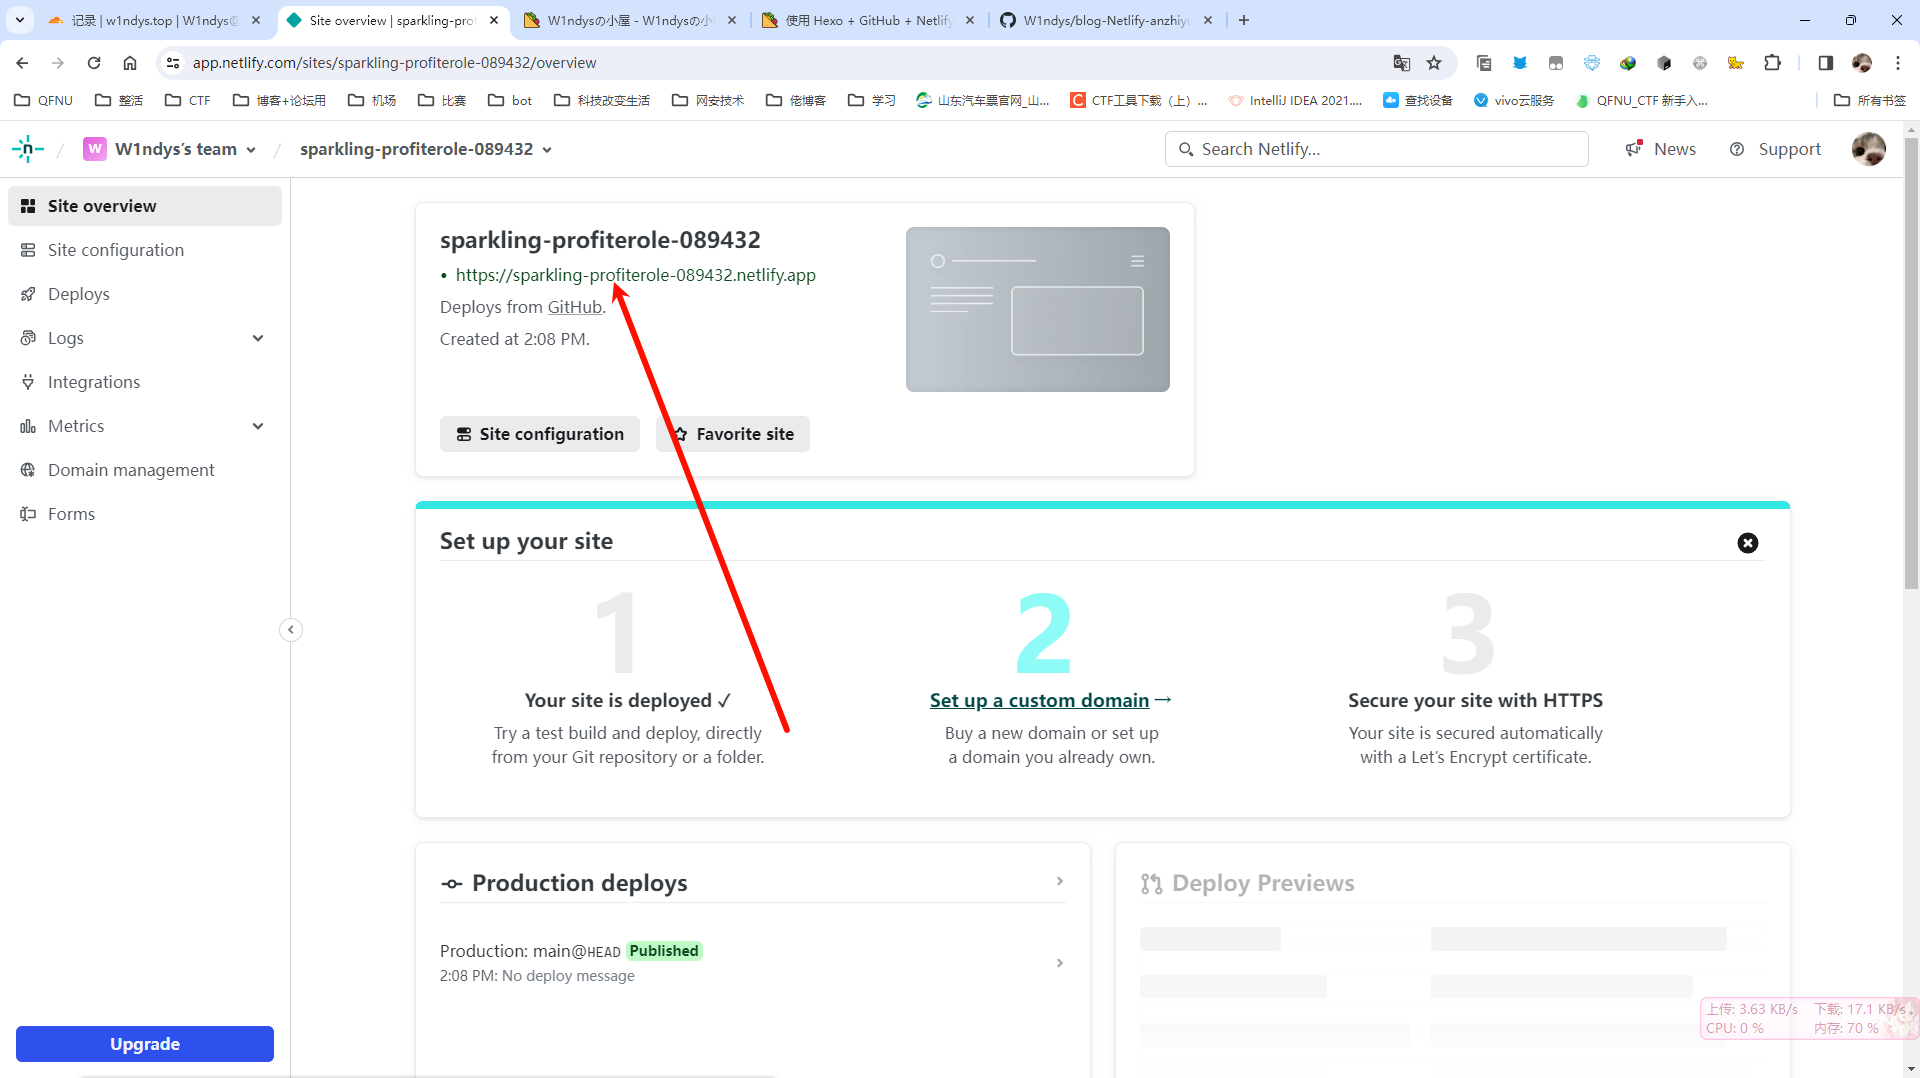 记录 | w1ndys.top | W1ndys@
Site overview | sparkling-prof
W1ndysの小屋 - W1ndysの小
使用 Hexo + GitHub + Netlify
W1ndys/blog-Netlify-anzhiyu
app.netlify.com/sites/sparkling-profiterole-089432/overview
QFNU
整活
CTF
博客+论坛用
机场
比赛
bot
科技改变生活
网安技术
佬博客
学习
山东汽车票官网_山...
CTF工具下载（上）...
IntelliJ IDEA 2021....
查找设备
vivo云服务
QFNU_CTF 新手入...
所有书签
W
W1ndys's team
sparkling-profiterole-089432
Search Netlify...
News
Support
Site overview
Site configuration
Deploys
Logs
Integrations
Metrics
Domain management
Forms
Upgrade
sparkling-profiterole-089432
• https://sparkling-profiterole-089432.netlify.app
Deploys from GitHub.
Created at 2:08 PM.
Site configuration
Favorite site
Set up your site
1
Your site is deployed ✓
Try a test build and deploy, directly
from your Git repository or a folder.
2
Set up a custom domain →
Buy a new domain or set up
a domain you already own.
3
Secure your site with HTTPS
Your site is secured automatically
with a Let's Encrypt certificate.
Production deploys
Production: main@HEAD Published
2:08 PM: No deploy message
Deploy Previews
上传: 3.63 KB/s 下载: 17.1 KB/s
CPU: 0 % 内存: 70 %